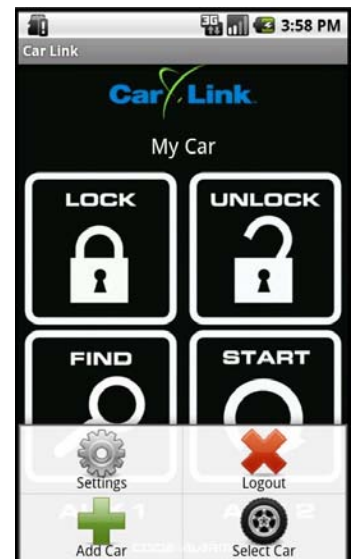 3G 3:58 PM
Car Link
Car Link
My Car
LOCK UNLOCK
FIND START
Settings Logout
Add Car Select Car